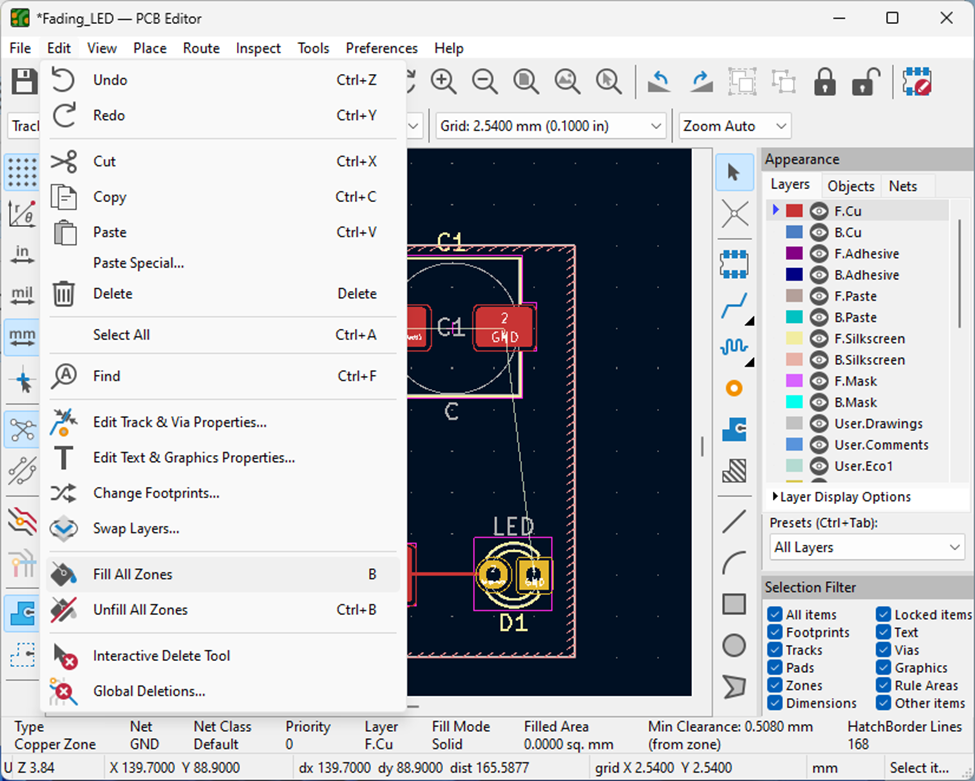 *Fading_LED — PCB Editor
File Edit View Place Route Inspect Tools Preferences Help
Grid: 2.5400 mm (0.1000 in) Zoom Auto
Undo Ctrl+Z
Redo Ctrl+Y
Cut Ctrl+X
Copy Ctrl+C
Paste Ctrl+V
Paste Special...
Delete Delete
Select All Ctrl+A
Find Ctrl+F
Edit Track & Via Properties...
Edit Text & Graphics Properties...
Change Footprints...
Swap Layers...
Fill All Zones B
Unfill All Zones Ctrl+B
Interactive Delete Tool
Global Deletions...
in
mil
mm
C1
C1
2
GND
C
LED
2
GND
D1
Appearance
Layers Objects Nets
F.Cu
B.Cu
F.Adhesive
B.Adhesive
F.Paste
B.Paste
F.Silkscreen
B.Silkscreen
F.Mask
B.Mask
User.Drawings
User.Comments
User.Eco1
Layer Display Options
Presets (Ctrl+Tab):
All Layers
Selection Filter
All items Locked items
Footprints Text
Tracks Vias
Pads Graphics
Zones Rule Areas
Dimensions Other items
Type Net Net Class Priority Layer Fill Mode Filled Area Min Clearance: 0.5080 mm HatchBorder Lines
Copper Zone GND Default 0 F.Cu Solid 0.0000 sq. mm (from zone) 168
U Z 3.84 X 139.7000 Y 88.9000 dx 139.7000 dy 88.9000 dist 165.5877 grid X 2.5400 Y 2.5400 mm Select it...